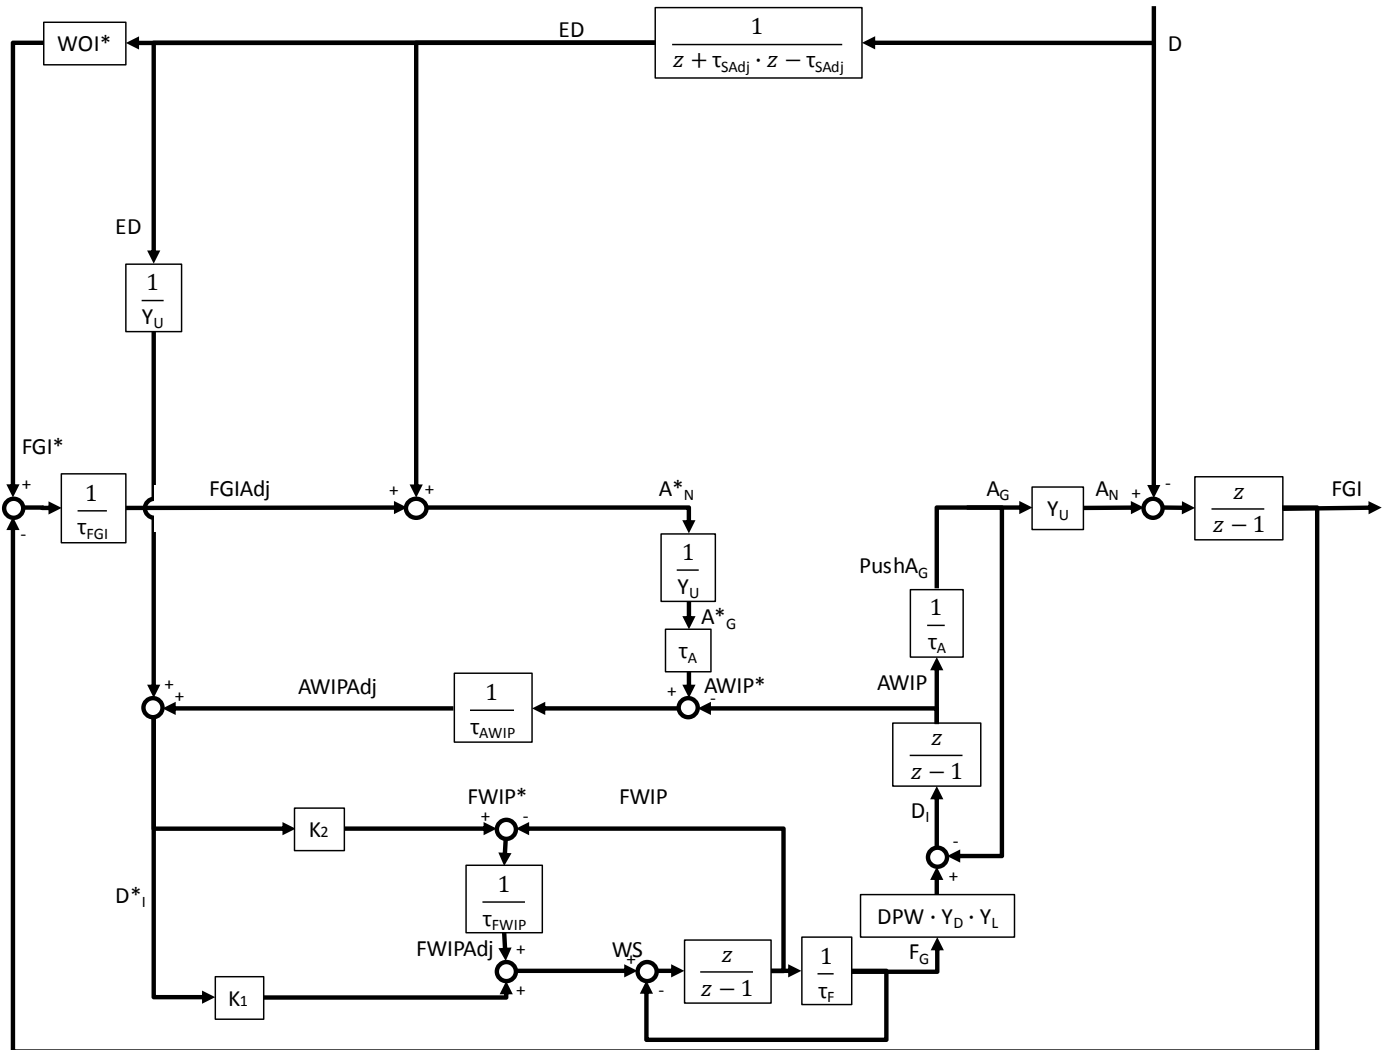 WOI*
ED
1
z + τSAdj · z − τSAdj
D
ED
1
YU
FGI*
+
-
1
τFGI
FGIAdj
+
+
A*N
1
YU
A*G
τA
AG
YU
AN
+
-
z
z − 1
FGI
PushAG
1
τA
AWIP
+
+
AWIPAdj
1
τAWIP
+
AWIP*
-
z
z − 1
DI
-
+
FWIP*
FWIP
+
-
K2
1
τFWIP
D*I
DPW · YD · YL
FG
FWIPAdj
+
+
WS
+
-
z
z − 1
1
τF
K1